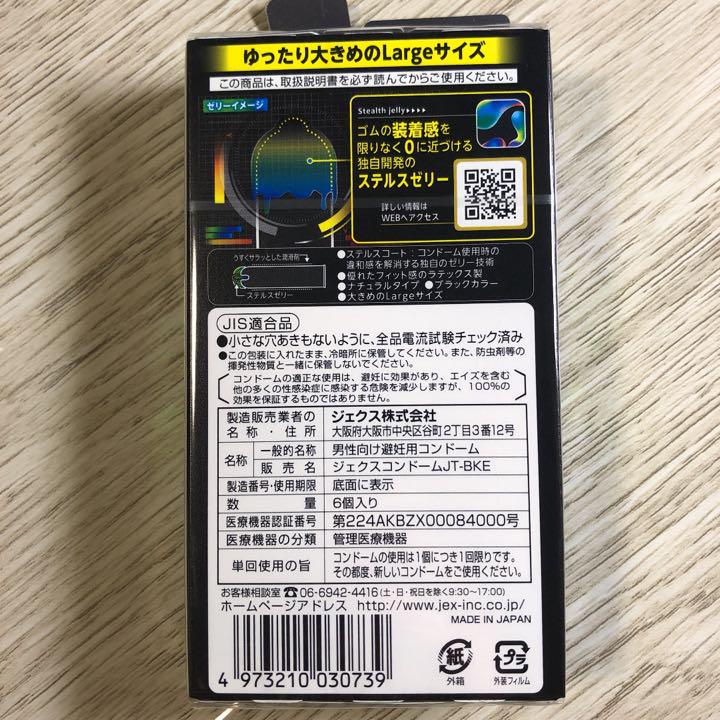 ゆったり大きめのLargeサイズ
この商品は、取扱説明書を必ず読んでからご使用ください。
ゼリーイメージ
Stealth jelly
ゴムの装着感を
限りなく0に近づける
独自開発の
ステルスゼリー
詳しい情報は
WEBへアクセス
うすくサラッとした潤滑剤
ステルスゼリー
●ステルスコート・コンドーム使用時の
違和感を解消する独自のゼリー技術
●優れたフィット感のラテックス製
●ナチュラルタイプ ●ブラックカラー
●大きめのLargeサイズ
JIS適合品
●小さな穴あきもないように、全品電流試験チェック済み
●この包装に入れたまま、冷暗所に保管してください。また、防虫剤等の
揮発性物質と一緒に保管しないでください。
コンドームの適正な使用は、避妊に効果があり、エイズを含む
他の多くの性感染症に感染する危険を減少しますが、100%の
効果を保証するものではありません。
製造販売業者の名称・住所 ジェクス株式会社
大阪府大阪市中央区谷町2丁目3番12号
名称 一般的名称 男性向け避妊用コンドーム
販売名 ジェクスコンドームJT-BKE
製造番号・使用期限 底面に表示
数量 6個入り
医療機器認証番号 第224AKBZX00084000号
医療機器の分類 管理医療機器
単回使用の旨 コンドームの使用は1個につき1回限りです。
その都度、新しいコンドームをご使用ください。
お客様相談室 ☎06-6942-4416(土・日・祝日を除く9:30~17:00)
ホームページアドレス http://www.jex-inc.co.jp/
MADE IN JAPAN
4 973210 030739
紙
外箱
プラ
外装フィルム